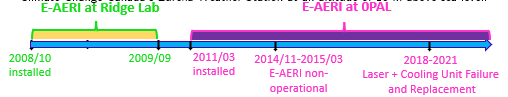 E-AERI at Ridge Lab
E-AERI at 0PAL
2008/10
installed
2009/09
2011/03
installed
2014/11-2015/03
E-AERI non-
operational
2018-2021
Laser + Cooling Unit Failure
and Replacement